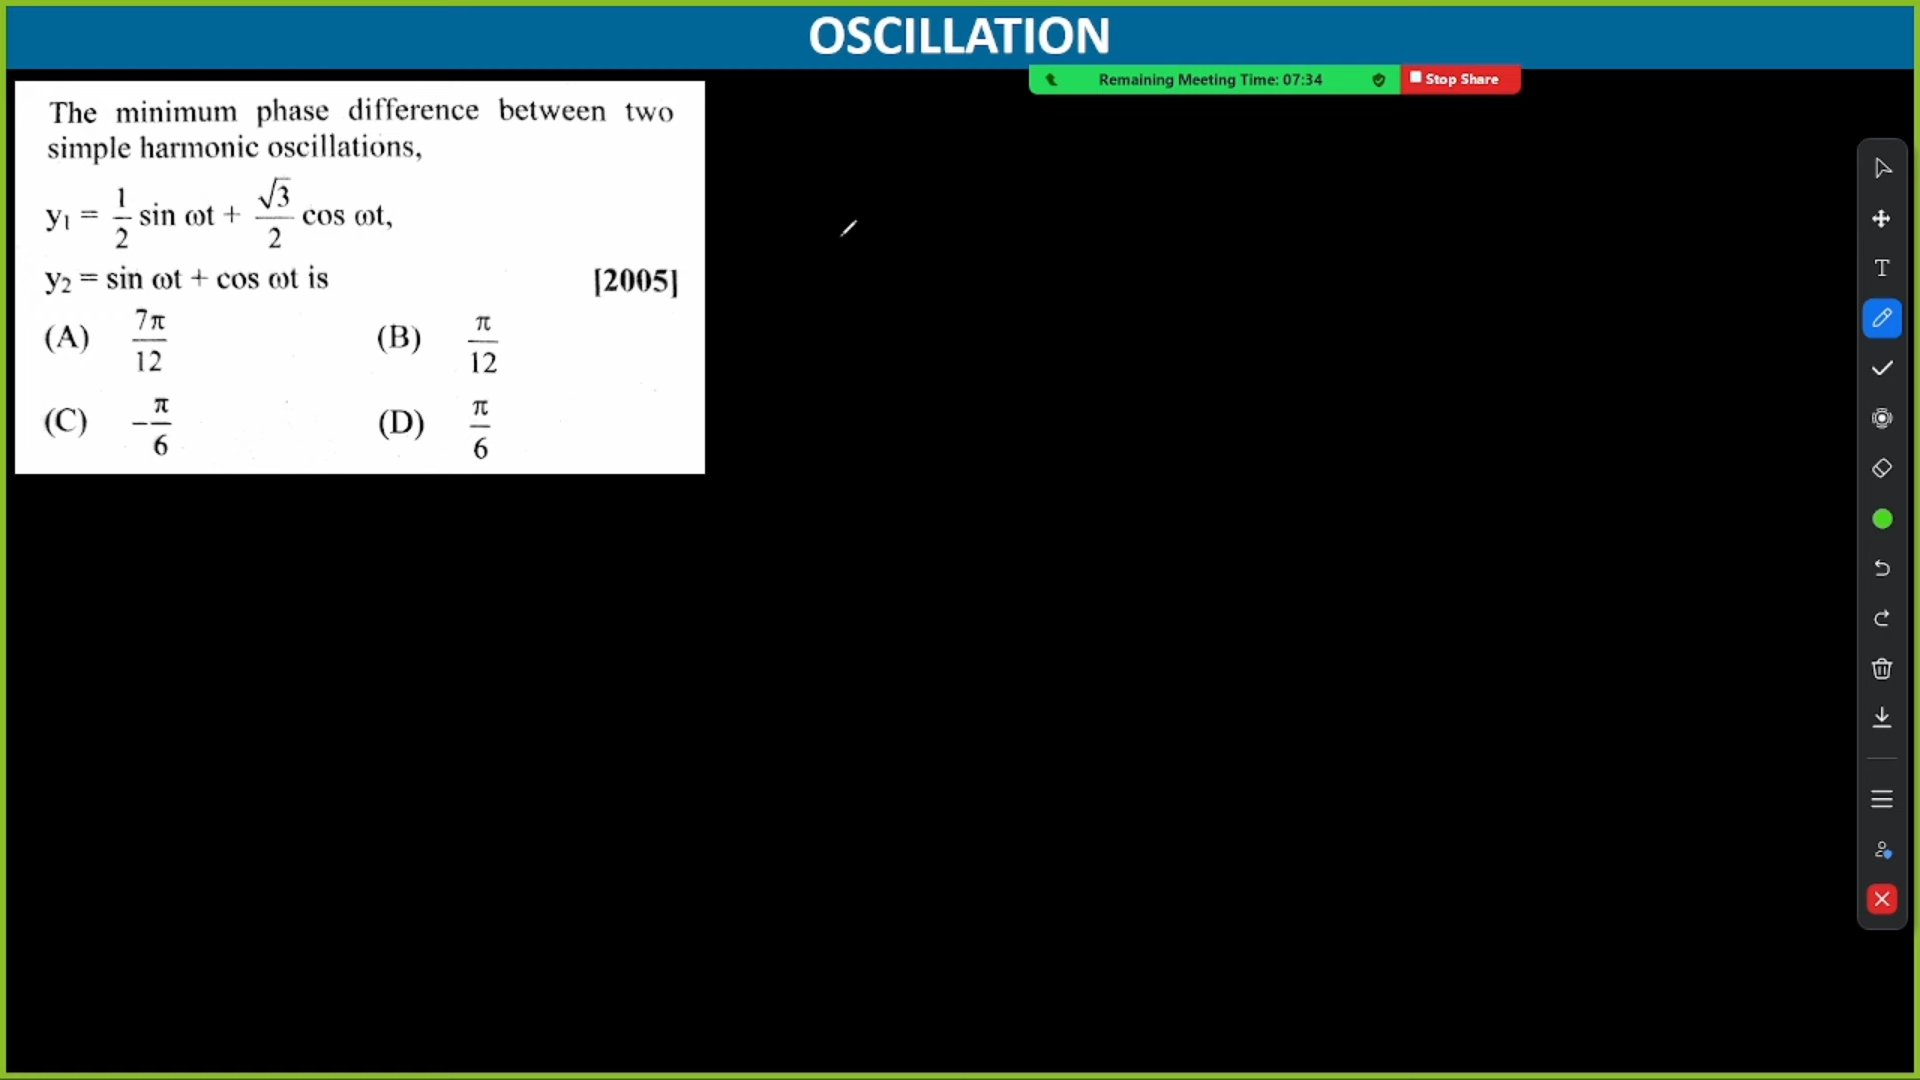 OSCILLATION
Remaining Meeting Time: 07:34
Stop Share
The minimum phase difference between two
simple harmonic oscillations,
y₁ = 1/2 sin ωt + √3/2 cos ωt,
y₂ = sin ωt + cos ωt is [2005]
(A) 7π/12 (B) π/12
(C) −π/6 (D) π/6
T